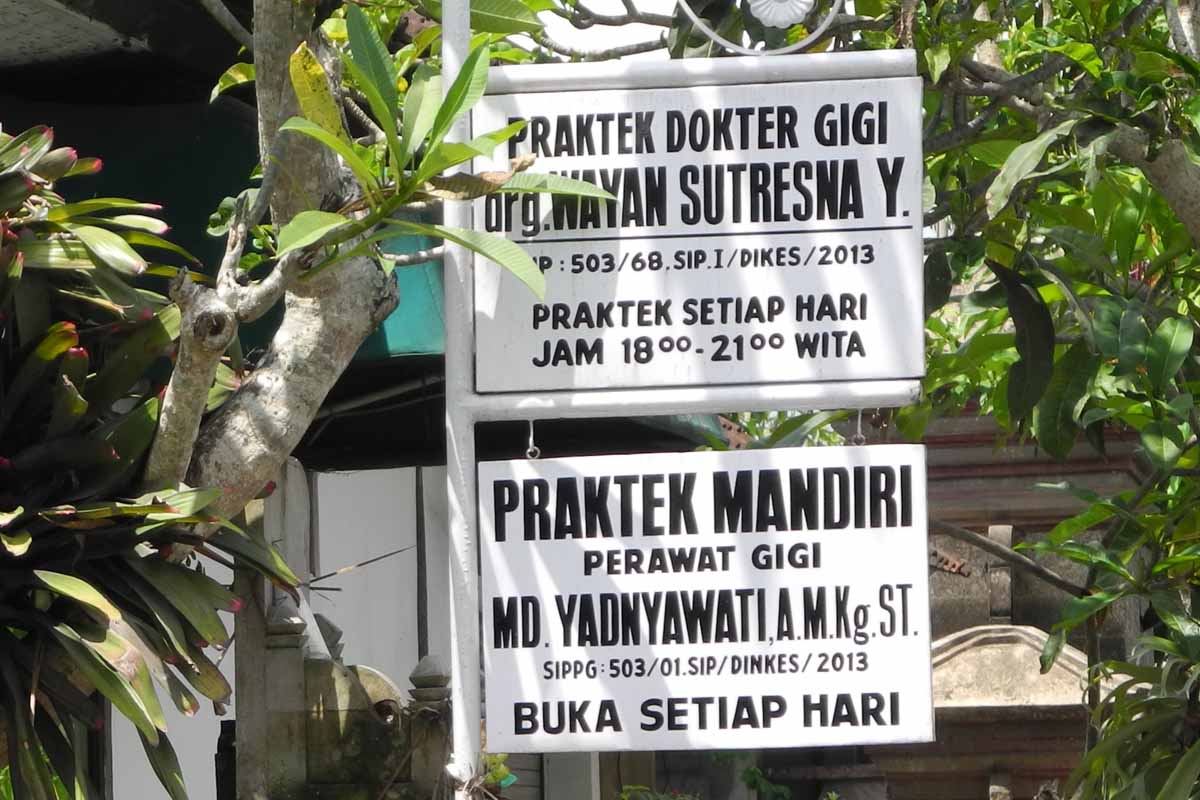 PRAKTEK DOKTER GIGI
drg. WAYAN SUTRESNA Y.
SIP : 503/68.SIP.I/DIKES/2013
PRAKTEK SETIAP HARI
JAM 18⁰⁰ - 21⁰⁰ WITA
PRAKTEK MANDIRI
PERAWAT GIGI
MD. YADNYAWATI,A.M.Kg.ST.
SIPPG : 503/01.SIP/DINKES/2013
BUKA SETIAP HARI